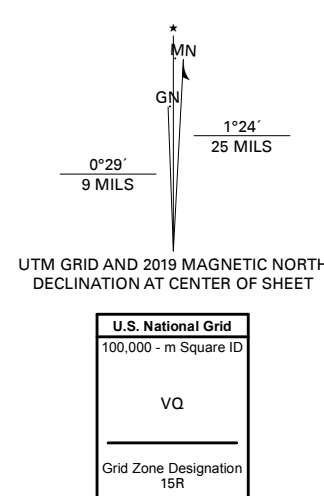 ★
MN
GN
1°24´
25 MILS
0°29´
9 MILS
UTM GRID AND 2019 MAGNETIC NORTH
DECLINATION AT CENTER OF SHEET
U.S. National Grid
100,000 - m Square ID
VQ
Grid Zone Designation
15R